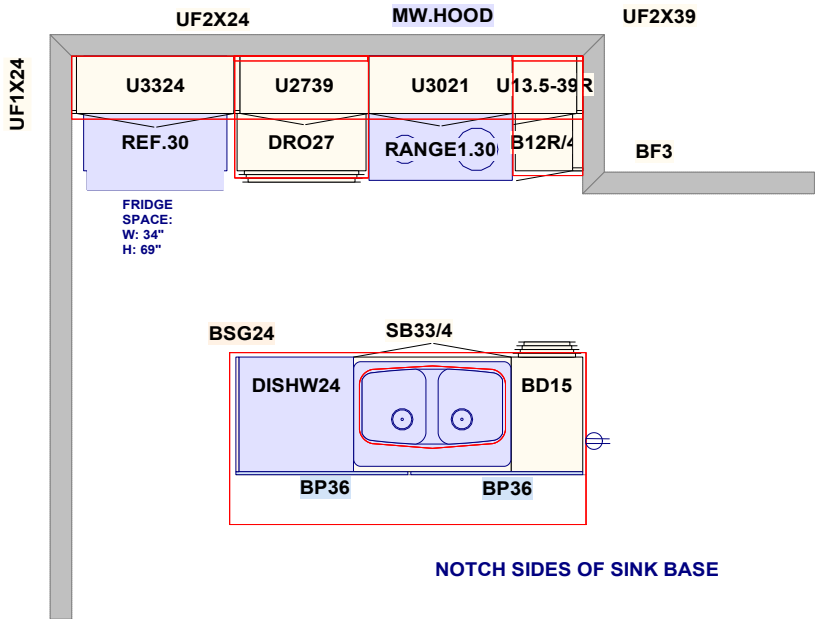 UF2X24
MW.HOOD
UF2X39
UF1X24
U3324
U2739
U3021
U13.5-39R
REF.30
DRO27
RANGE1.30
B12R/4
BF3
FRIDGE
SPACE:
W: 34"
H: 69"
BSG24
SB33/4
DISHW24
BD15
BP36
BP36
NOTCH SIDES OF SINK BASE